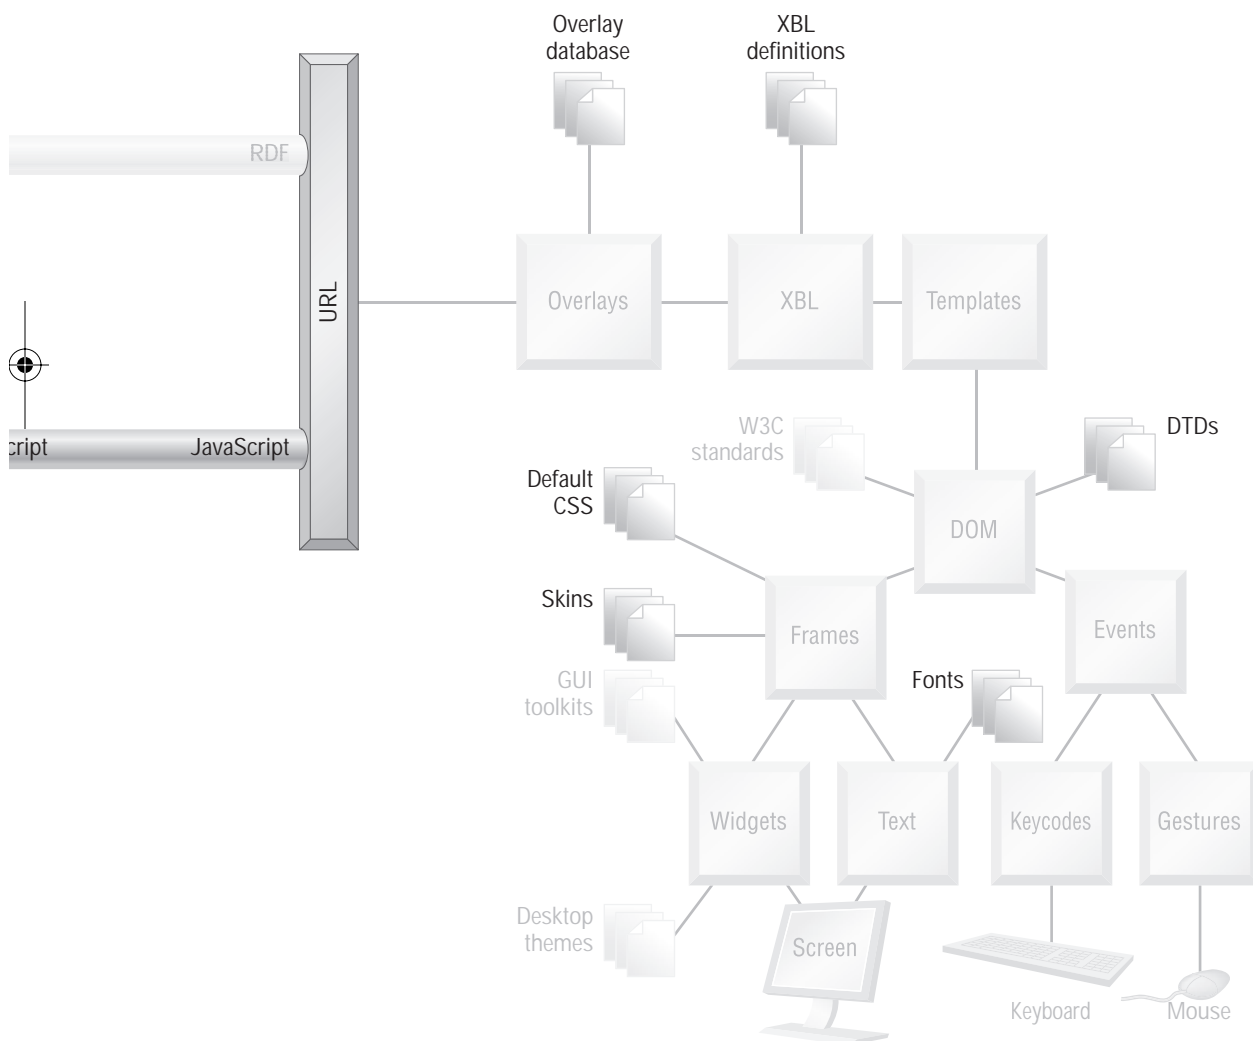 Overlay
database
XBL
definitions
RDF
URL
Overlays
XBL
Templates
cript
JavaScript
W3C
standards
DTDs
Default
CSS
DOM
Skins
Frames
Events
GUI
toolkits
Fonts
Widgets
Text
Keycodes
Gestures
Desktop
themes
Screen
Keyboard
Mouse